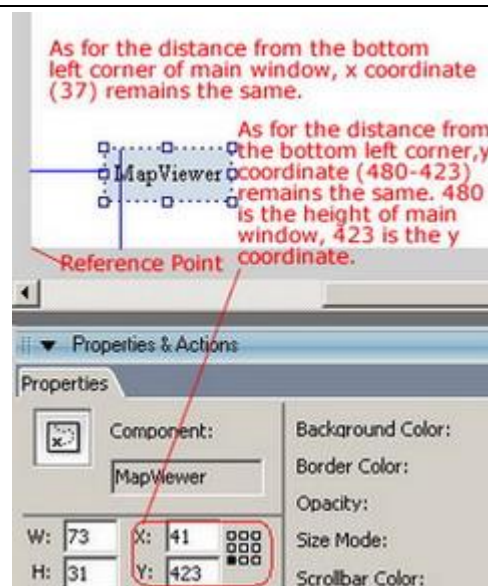 As for the distance from the bottom
left corner of main window, x coordinate
(37) remains the same.
As for the distance from
the bottom left corner,y
coordinate (480-423)
remains the same. 480
is the height of main
window, 423 is the y
coordinate.
MapViewer
Reference Point
Properties & Actions
Properties
Component:
MapViewer
W: 73 X: 41
H: 31 Y: 423
Background Color:
Border Color:
Opacity:
Size Mode:
Scrollbar Color: